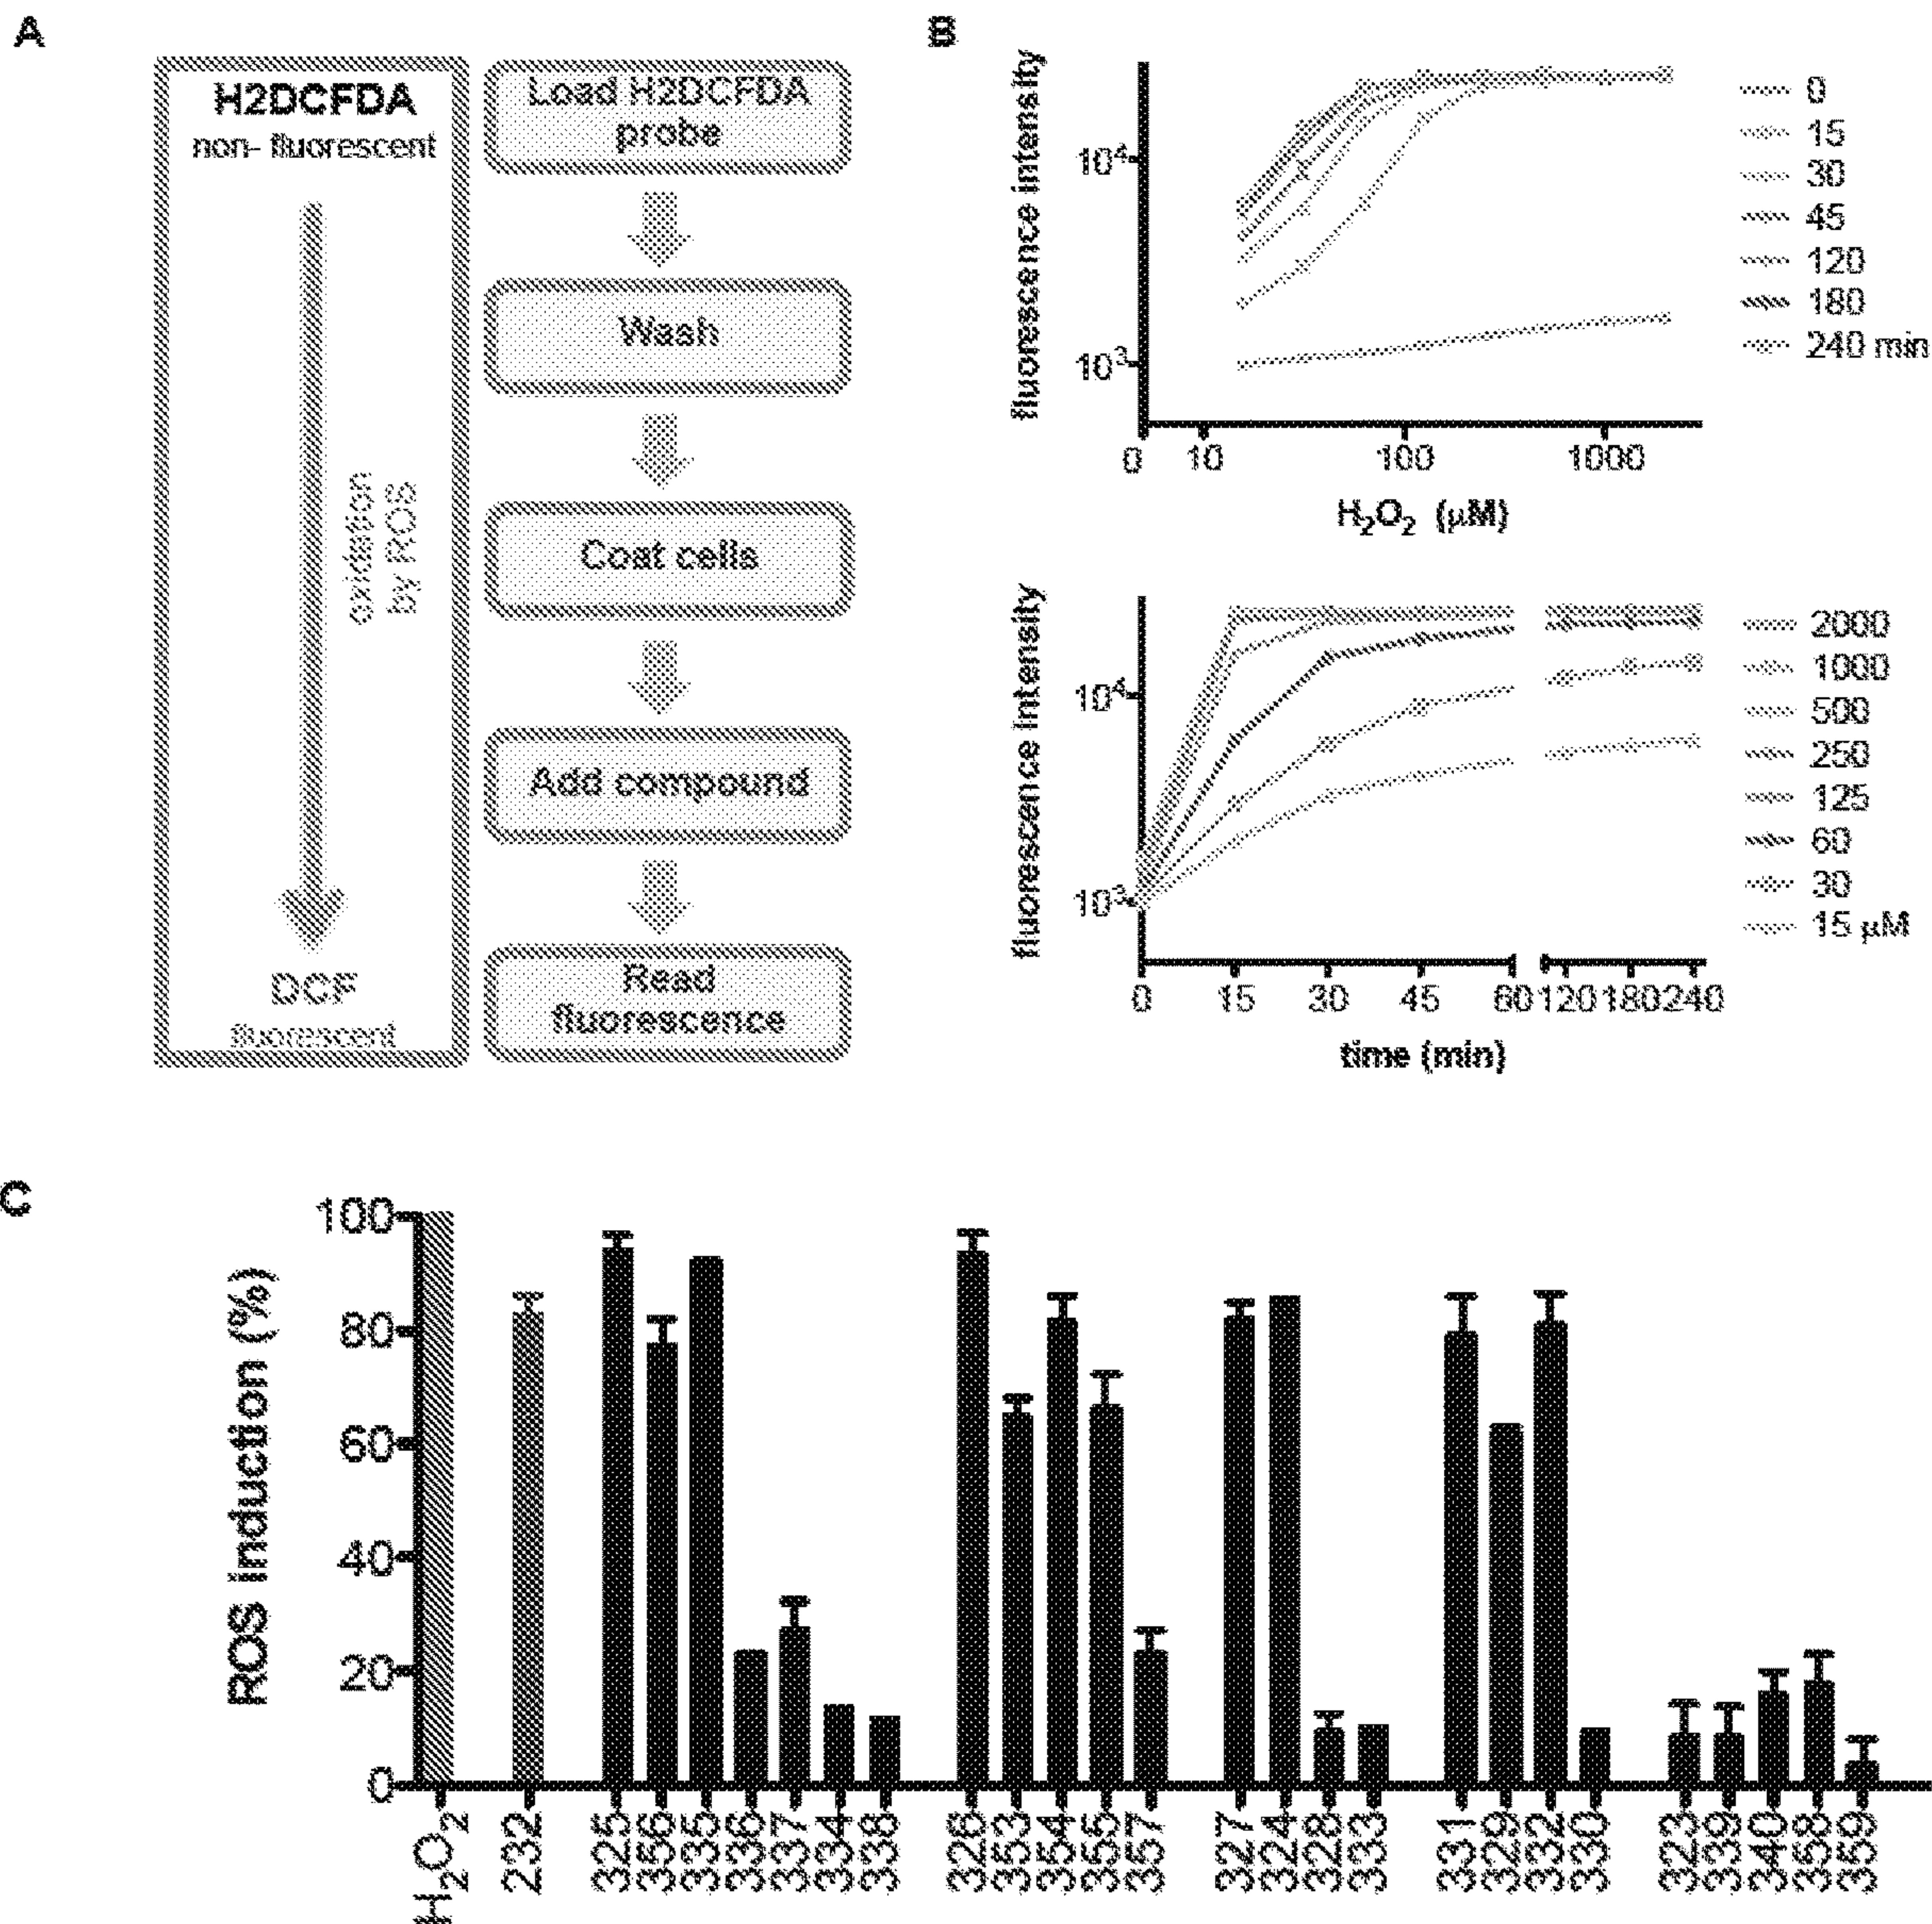 A
H2DCFDA
non- fluorescent
oxidation
by ROS
DCF
fluorescent
Load H2DCFDA
probe
Wash
Coat cells
Add compound
Read
fluorescence
B
fluorescence intensity
10⁴
10³
0 10 100 1000
H₂O₂ (μM)
0
15
30
45
120
180
240 min
fluorescence intensity
10⁴
10³
0 15 30 45 60 120 180 240
time (min)
2000
1000
500
250
125
60
30
15 μM
C
ROS induction (%)
100
80
60
40
20
0
H₂O₂ 232 325 356 335 336 337 334 338 326 353 354 355 357 327 324 328 333 331 329 332 330 323 339 340 358 359